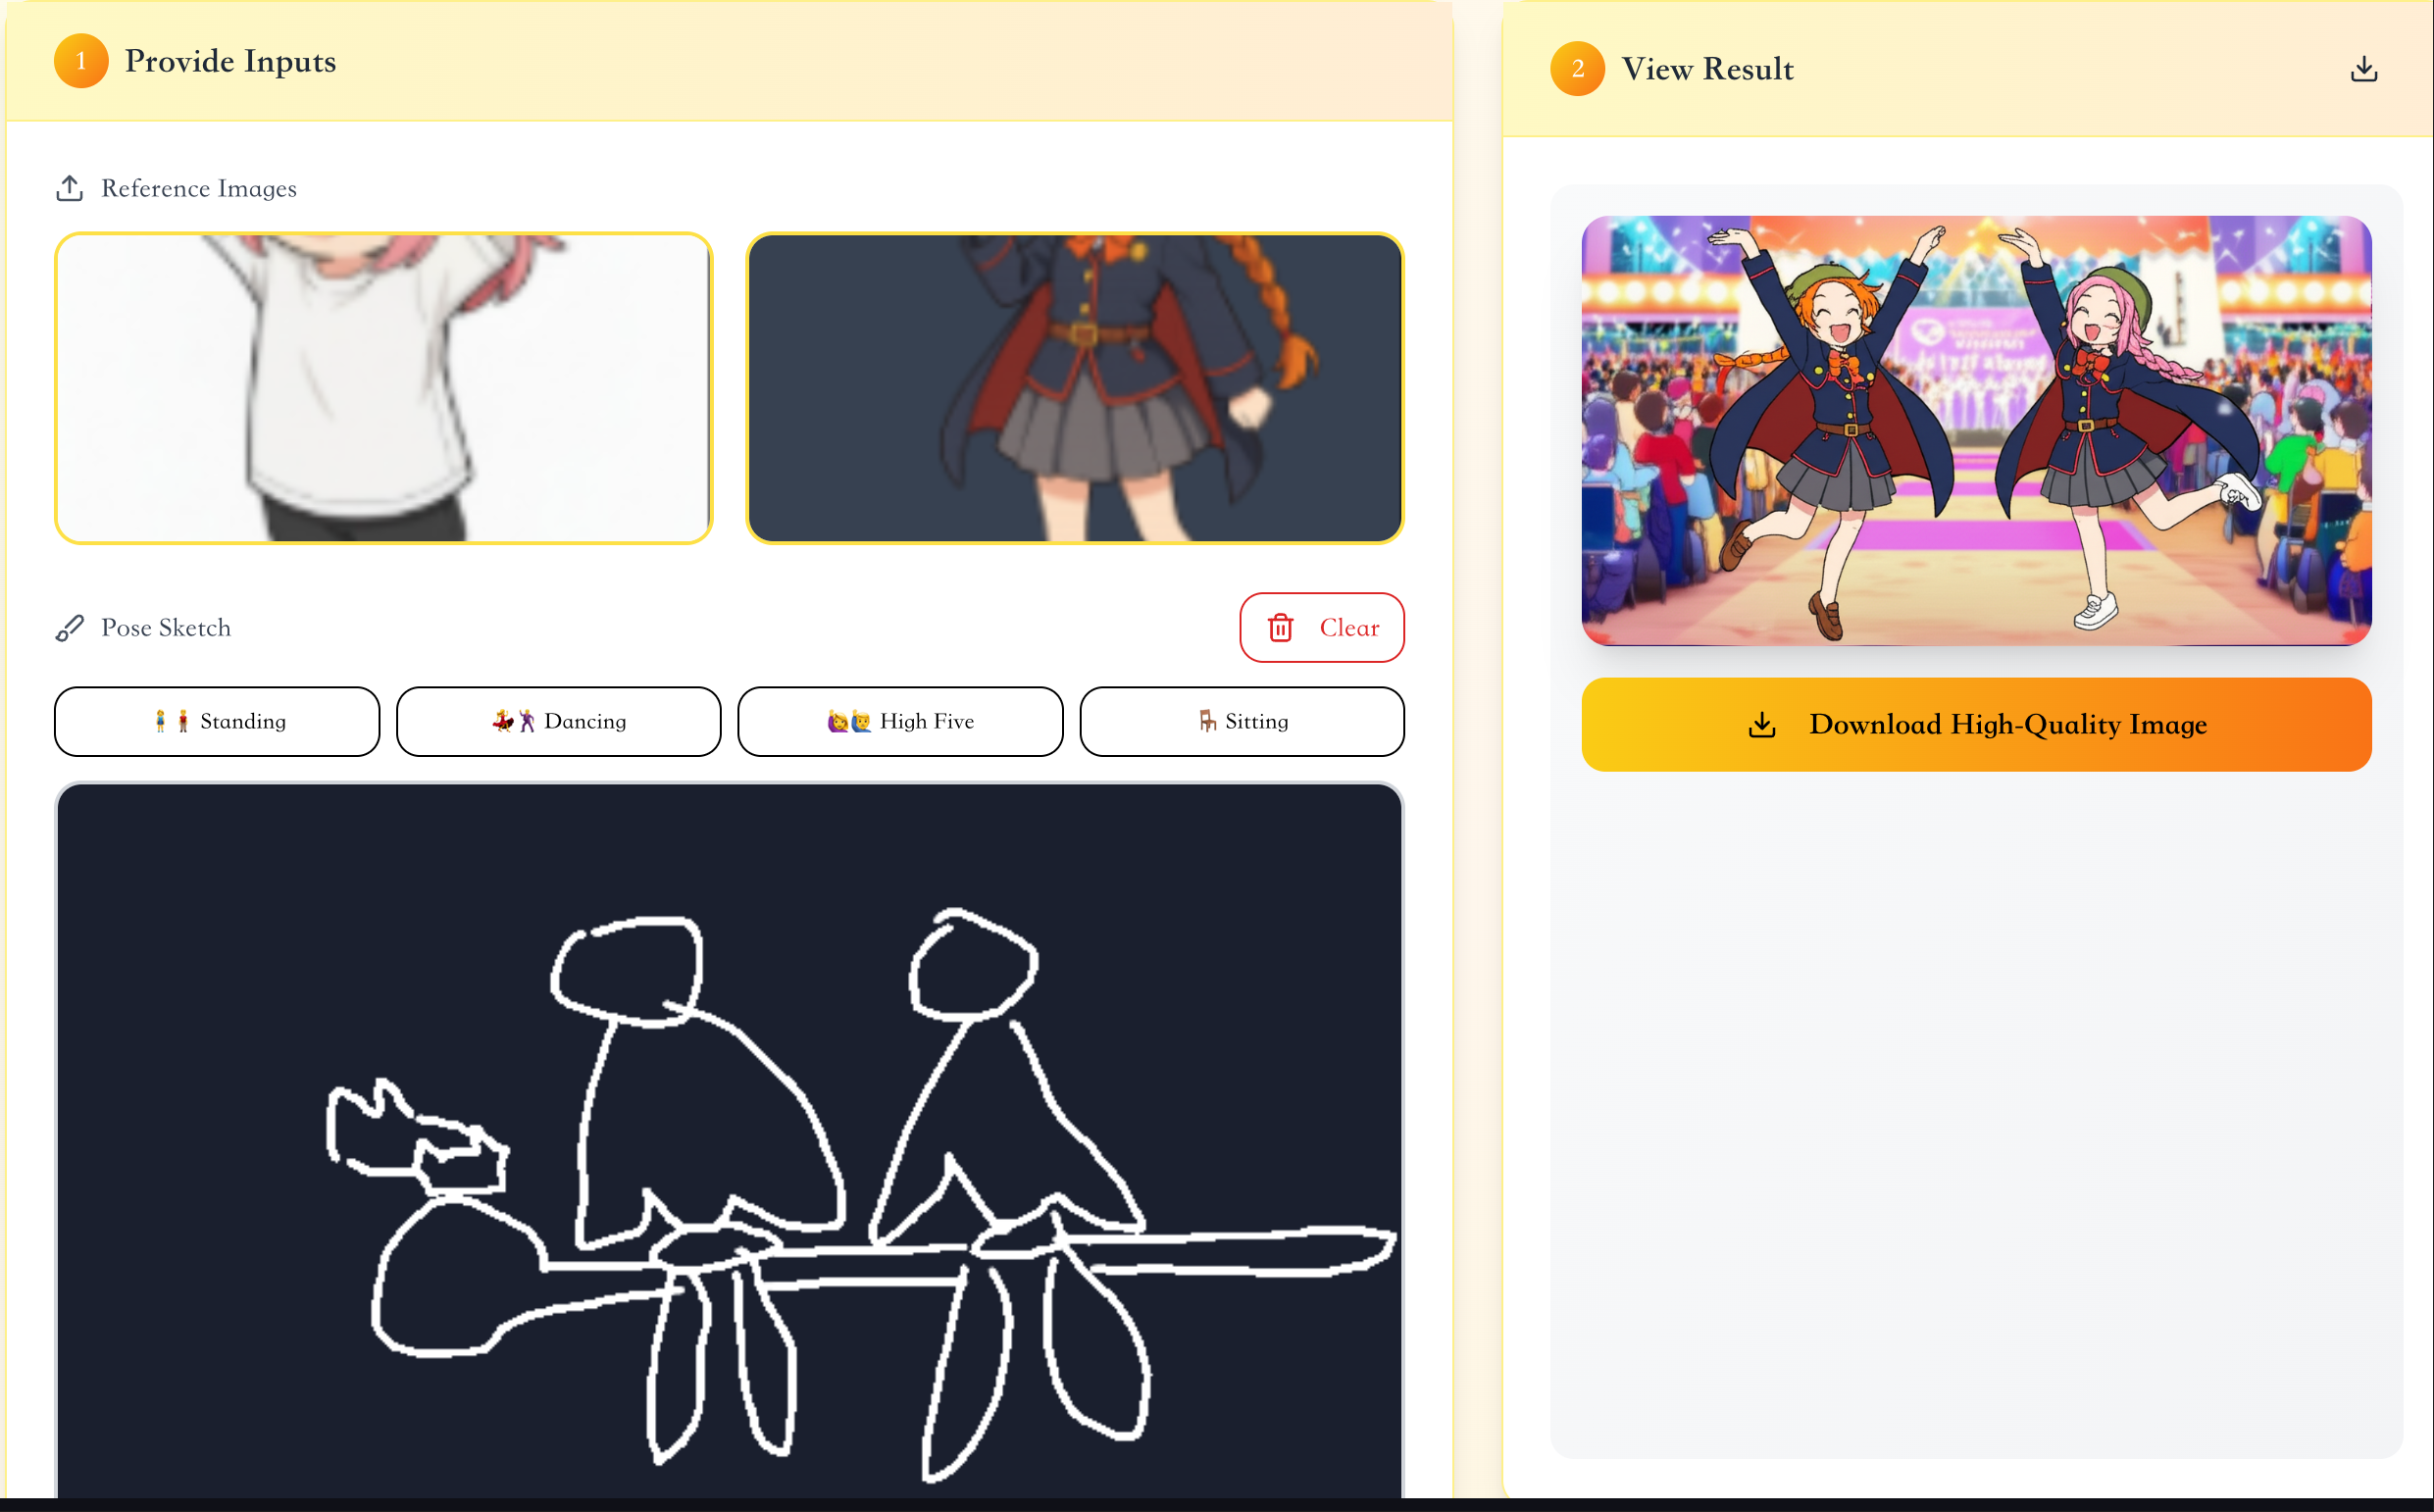 1 Provide Inputs
Reference Images
Pose Sketch
Clear
Standing
Dancing
High Five
Sitting
2 View Result
Download High-Quality Image